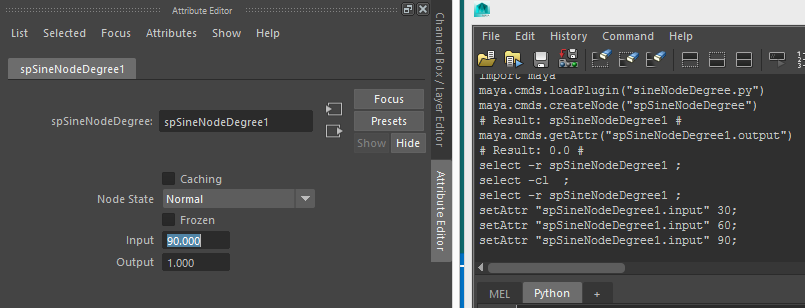 Attribute Editor
List Selected Focus Attributes Show Help
spSineNodeDegree1
spSineNodeDegree: spSineNodeDegree1
Focus
Presets
Show Hide
Caching
Node State Normal
Frozen
Input 90.000
Output 1.000
Channel Box / Layer Editor
Attribute Editor
File Edit History Command Help
import maya
maya.cmds.loadPlugin("sineNodeDegree.py")
maya.cmds.createNode("spSineNodeDegree")
# Result: spSineNodeDegree1 #
maya.cmds.getAttr("spSineNodeDegree1.output")
# Result: 0.0 #
select -r spSineNodeDegree1 ;
select -cl  ;
select -r spSineNodeDegree1 ;
setAttr "spSineNodeDegree1.input" 30;
setAttr "spSineNodeDegree1.input" 60;
setAttr "spSineNodeDegree1.input" 90;
MEL Python +